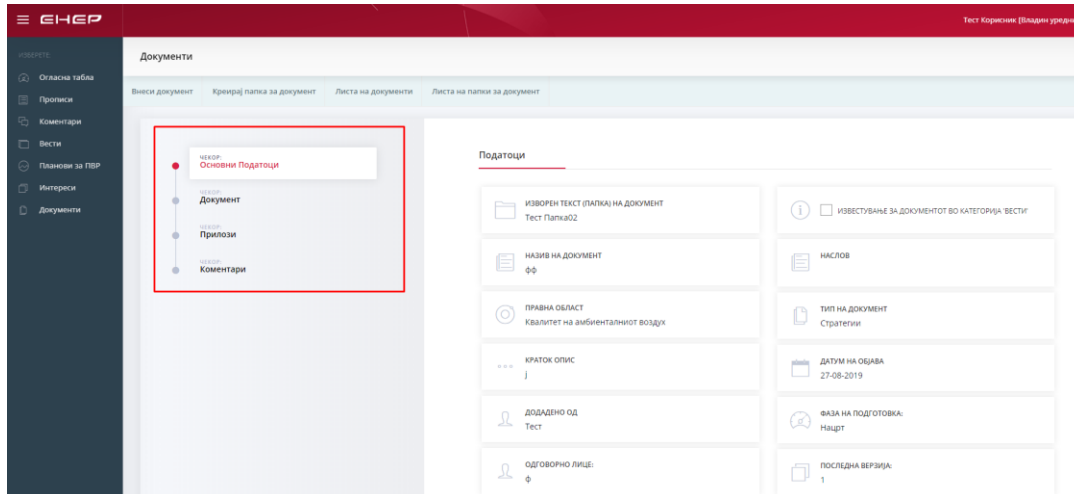 ЕНЕР
Тест Корисник (Владин уредн
ИЗБЕРЕТЕ
Огласна табла
Прописи
Коментари
Вести
Планови за ПВР
Интереси
Документи
Документи
Внеси документ Креирај папка за документ Листа на документи Листа на папки за документ
ЧЕКОР:
Основни Податоци
ЧЕКОР:
Документ
ЧЕКОР:
Прилози
ЧЕКОР:
Коментари
Податоци
ИЗВОРЕН ТЕКСТ (ПАПКА) НА ДОКУМЕНТ
Тест Папка02
ИЗВЕСТУВАЊЕ ЗА ДОКУМЕНТОТ ВО КАТЕГОРИЈА 'ВЕСТИ'
НАЗИВ НА ДОКУМЕНТ
фф
НАСЛОВ
ПРАВНА ОБЛАСТ
Квалитет на амбиенталниот воздух
ТИП НА ДОКУМЕНТ
Стратегии
КРАТОК ОПИС
ј
ДАТУМ НА ОБЈАВА
27-08-2019
ДОДАДЕНО ОД
Тест
ФАЗА НА ПОДГОТОВКА:
Нацрт
ОДГОВОРНО ЛИЦЕ:
ф
ПОСЛЕДНА ВЕРЗИЈА:
1